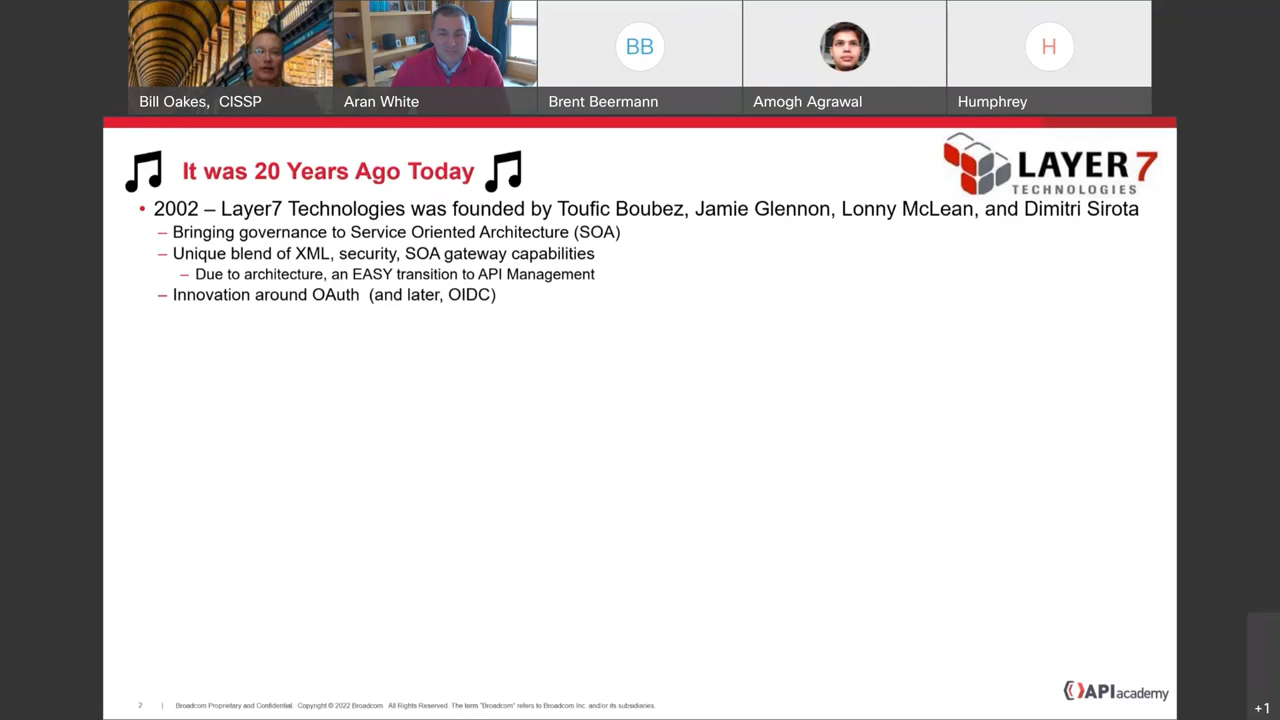 Bill Oakes, CISSP
Aran White
BB
Brent Beermann
Amogh Agrawal
H
Humphrey
It was 20 Years Ago Today
LAYER 7
TECHNOLOGIES
• 2002 – Layer7 Technologies was founded by Toufic Boubez, Jamie Glennon, Lonny McLean, and Dimitri Sirota
– Bringing governance to Service Oriented Architecture (SOA)
– Unique blend of XML, security, SOA gateway capabilities
– Due to architecture, an EASY transition to API Management
– Innovation around OAuth (and later, OIDC)
2 | Broadcom Proprietary and Confidential. Copyright © 2022 Broadcom. All Rights Reserved. The term "Broadcom" refers to Broadcom Inc. and/or its subsidiaries.
APIacademy
+1